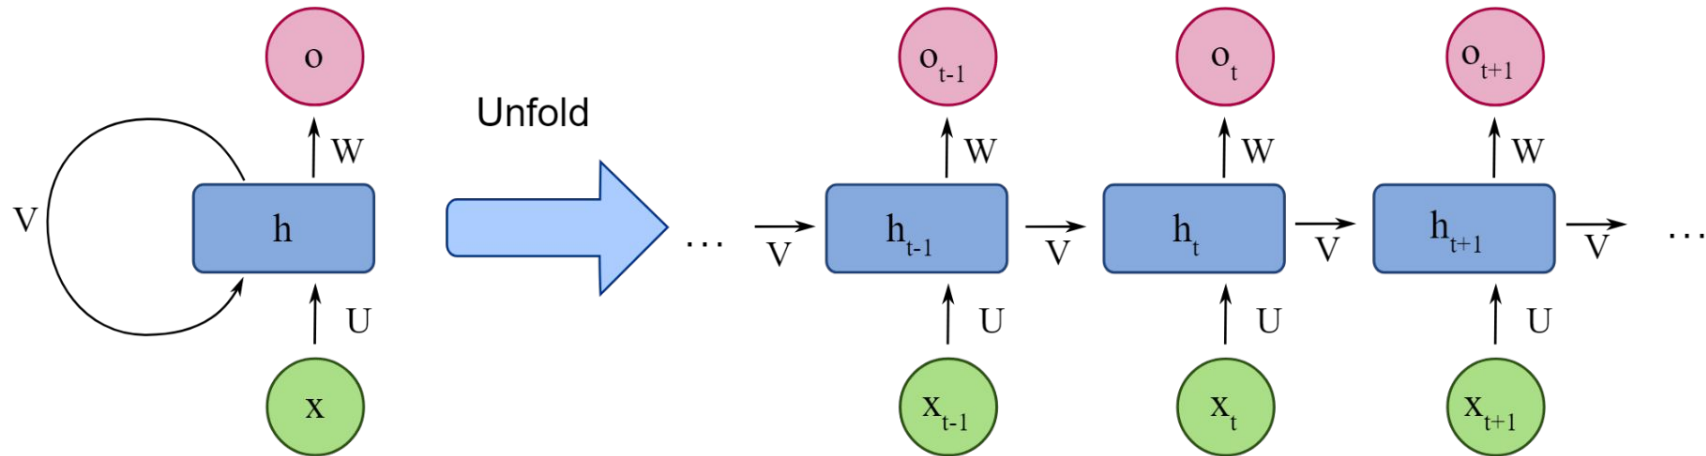 o
W
V
h
U
x
Unfold
...
V
o_{t-1}
W
h_{t-1}
U
x_{t-1}
V
o_t
W
h_t
U
x_t
V
o_{t+1}
W
h_{t+1}
U
x_{t+1}
V
...